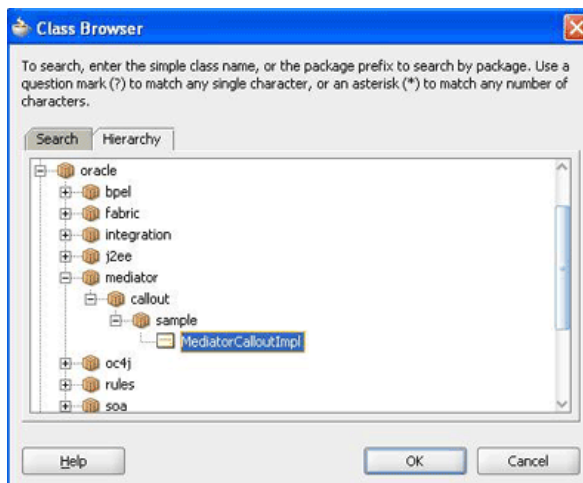 Class Browser
To search, enter the simple class name, or the package prefix to search by package. Use a
question mark (?) to match any single character, or an asterisk (*) to match any number of
characters.
Search Hierarchy
oracle
bpel
fabric
integration
j2ee
mediator
callout
sample
MediatorCalloutImpl
oc4j
rules
soa
Help OK Cancel